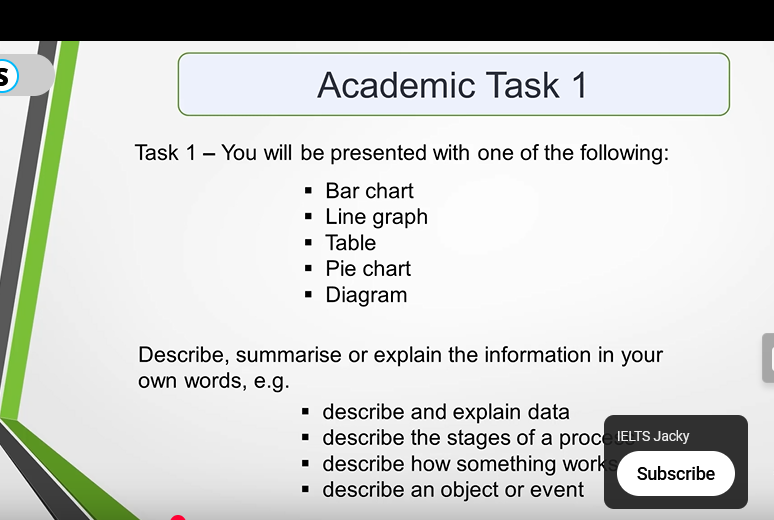 S
Academic Task 1
Task 1 – You will be presented with one of the following:
▪ Bar chart
▪ Line graph
▪ Table
▪ Pie chart
▪ Diagram
Describe, summarise or explain the information in your
own words, e.g.
▪ describe and explain data
▪ describe the stages of a process
▪ describe how something works
▪ describe an object or event
IELTS Jacky
Subscribe